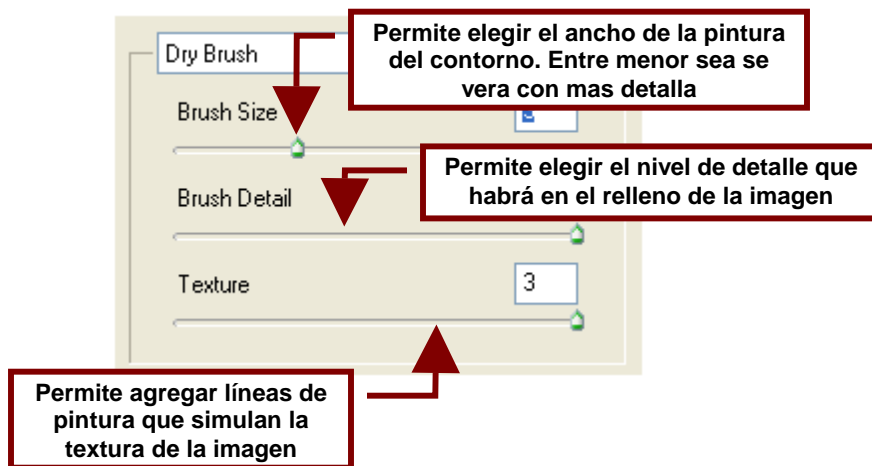 Permite elegir el ancho de la pintura
del contorno. Entre menor sea se
vera con mas detalla
Dry Brush
Brush Size
Permite elegir el nivel de detalle que
habrá en el relleno de la imagen
Brush Detail
Texture
3
Permite agregar líneas de
pintura que simulan la
textura de la imagen